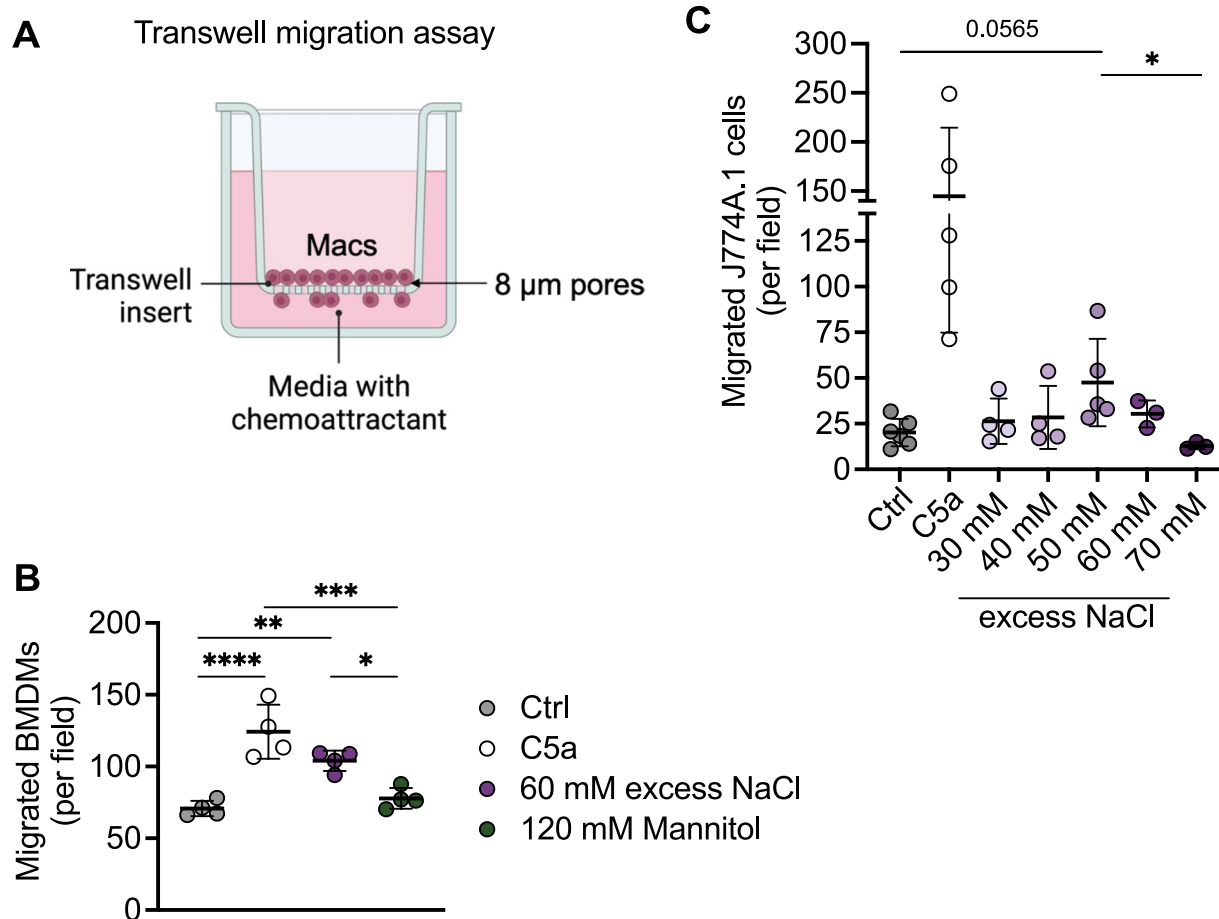 A
Transwell migration assay
Macs
Transwell
insert
8 µm pores
Media with
chemoattractant
B
Migrated BMDMs
(per field)
200
150
100
50
0
****
**
***
*
Ctrl
C5a
60 mM excess NaCl
120 mM Mannitol
C
Migrated J774A.1 cells
(per field)
300
250
200
150
125
100
75
50
25
0
0.0565
*
Ctrl
C5a
30 mM
40 mM
50 mM
60 mM
70 mM
excess NaCl